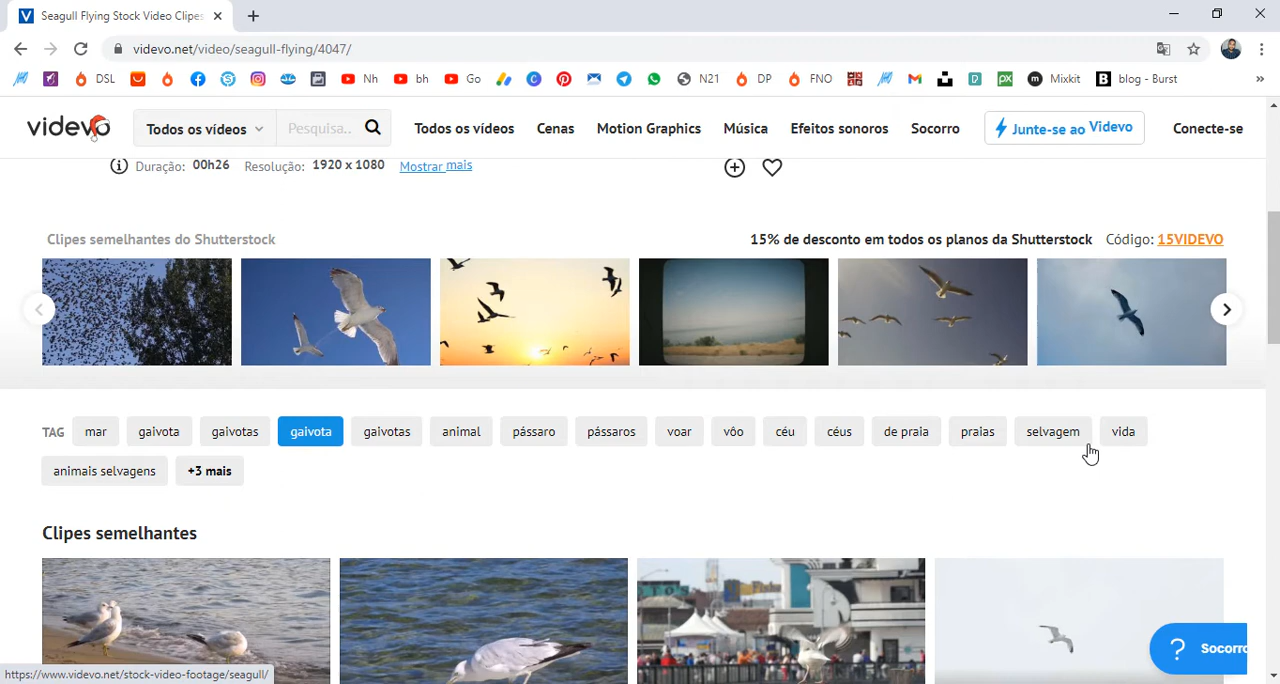 Seagull Flying Stock Video Clipes
videvo.net/video/seagull-flying/4047/
DSL Nh bh Go N21 DP FNO Mixkit blog - Burst »
videvo Todos os vídeos Pesquisa.. Todos os vídeos Cenas Motion Graphics Música Efeitos sonoros Socorro Junte-se ao Videvo Conecte-se
Duração: 00h26 Resolução: 1920 x 1080 Mostrar mais
Clipes semelhantes do Shutterstock 15% de desconto em todos os planos da Shutterstock Código: 15VIDEVO
TAG mar gaivota gaivotas gaivota gaivotas animal pássaro pássaros voar vôo céu céus de praia praias selvagem vida
animais selvagens +3 mais
Clipes semelhantes
? Socorro
https://www.videvo.net/stock-video-footage/seagull/